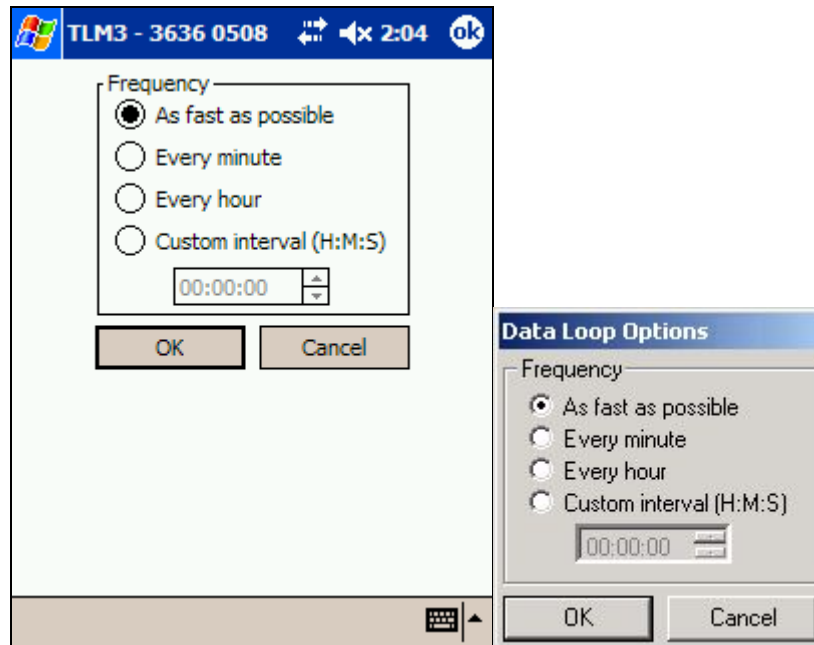 TLM3 - 3636 0508 2:04 ok
Frequency
As fast as possible
Every minute
Every hour
Custom interval (H:M:S)
00:00:00
OK Cancel
Data Loop Options
Frequency
As fast as possible
Every minute
Every hour
Custom interval (H:M:S)
00:00:00
OK Cancel